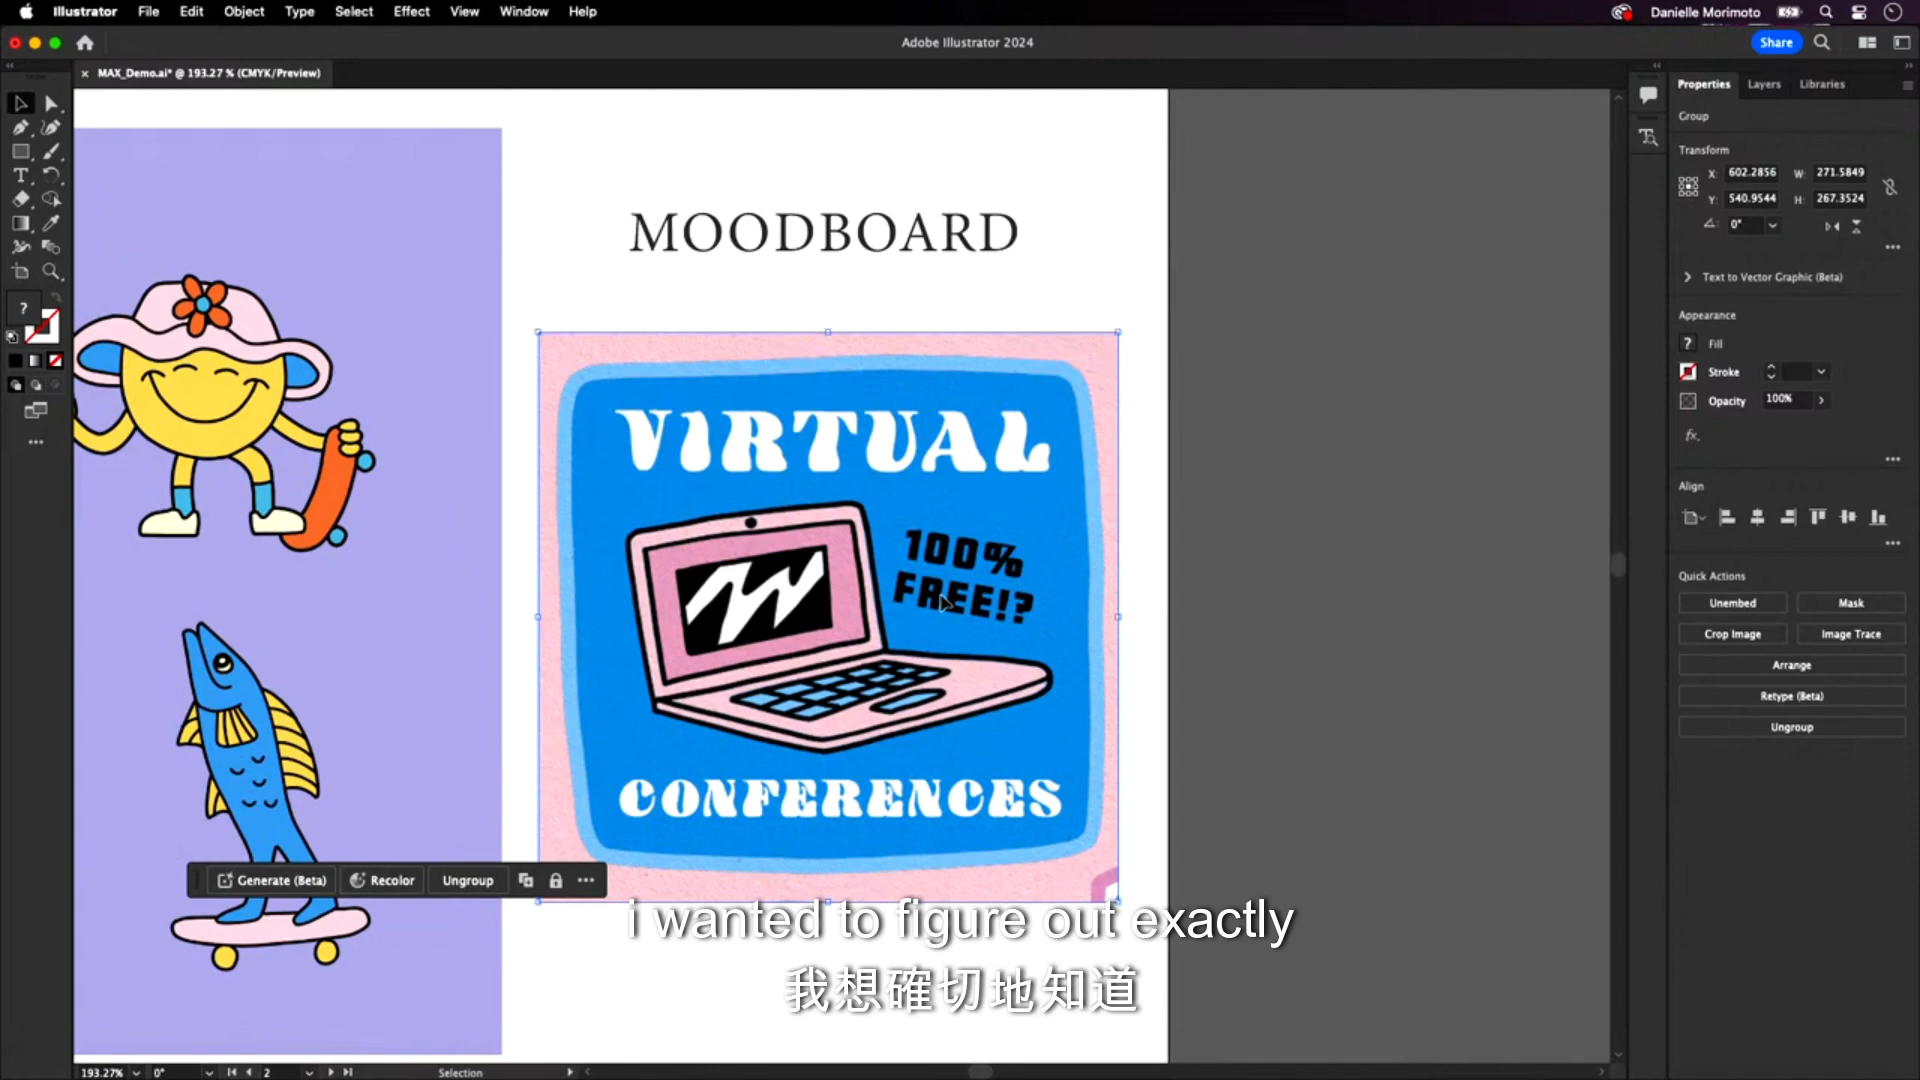 Illustrator File Edit Object Type Select Effect View Window Help
Danielle Morimoto
Adobe Illustrator 2024
Share
× MAX_Demo.ai* @ 193.27 % (CMYK/Preview)
Properties Layers Libraries
Group
Transform
X: 602.2856 W: 271.5849
Y: 540.9544 H: 267.3524
0°
Text to Vector Graphic (Beta)
Appearance
? Fill
Stroke
Opacity 100%
fx.
Align
Quick Actions
Unembed Mask
Crop Image Image Trace
Arrange
Retype (Beta)
Ungroup
?
MOODBOARD
VIRTUAL
100%
FREE!?
CONFERENCES
Generate (Beta) Recolor Ungroup
i wanted to figure out exactly
我想確切地知道
193.27% 0° 2 Selection